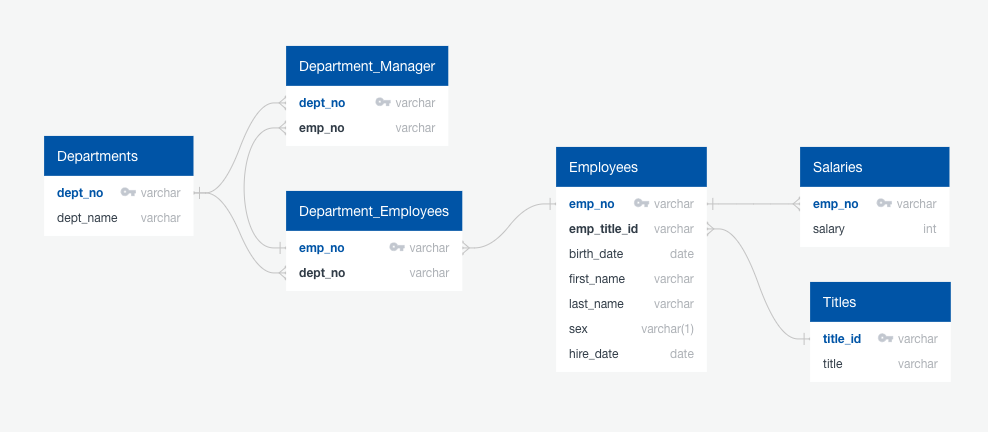 Department_Manager
dept_no varchar
emp_no varchar
Departments
dept_no varchar
dept_name varchar
Department_Employees
emp_no varchar
dept_no varchar
Employees
emp_no varchar
emp_title_id varchar
birth_date date
first_name varchar
last_name varchar
sex varchar(1)
hire_date date
Salaries
emp_no varchar
salary int
Titles
title_id varchar
title varchar